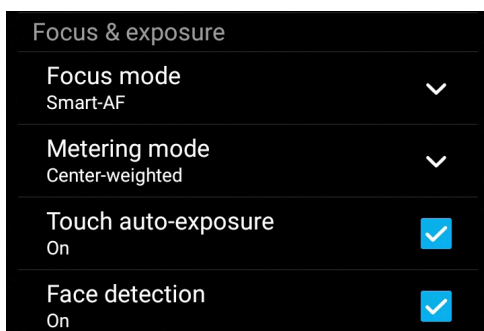 Focus & exposure
Focus mode
Smart-AF
Metering mode
Center-weighted
Touch auto-exposure
On
Face detection
On